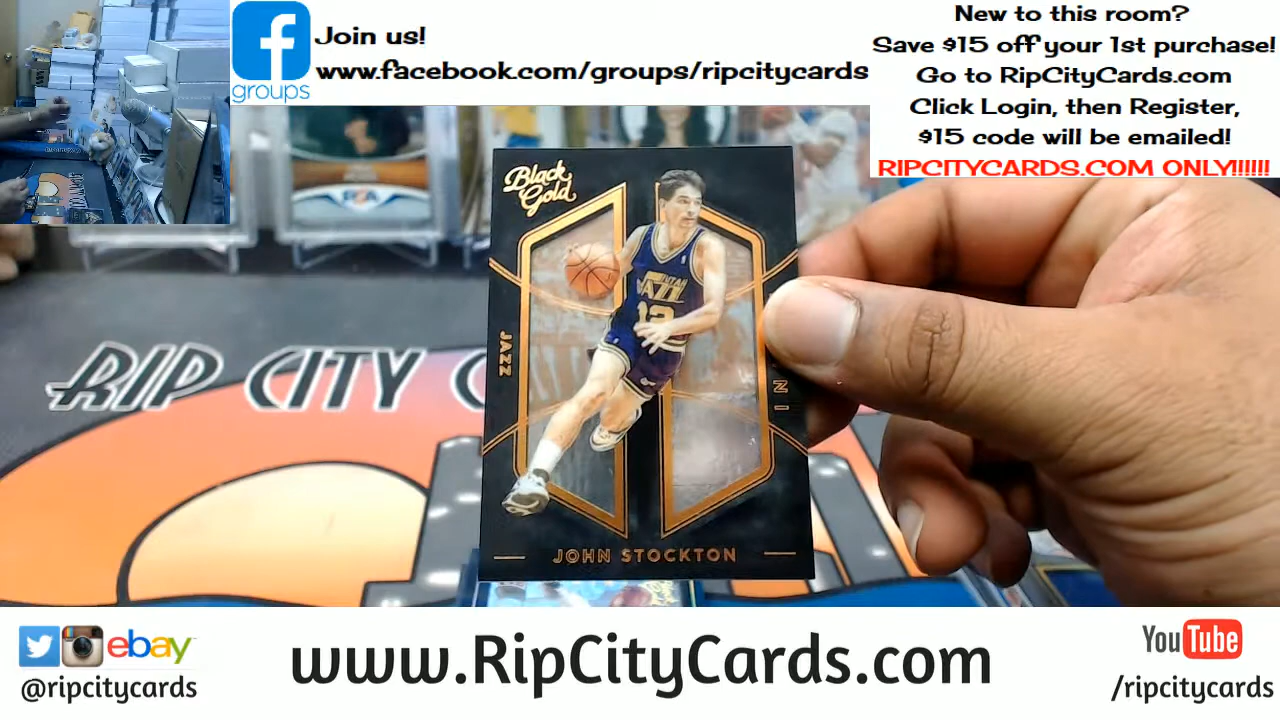 groups
Join us!
www.facebook.com/groups/ripcitycards
New to this room?
Save $15 off your 1st purchase!
Go to RipCityCards.com
Click Login, then Register,
$15 code will be emailed!
RIPCITYCARDS.COM ONLY!!!!!!
Black
Gold
JAZZ
JAZZ
12
JOHN STOCKTON
RIP CITY
ebay
@ripcitycards
www.RipCityCards.com
YouTube
/ripcitycards